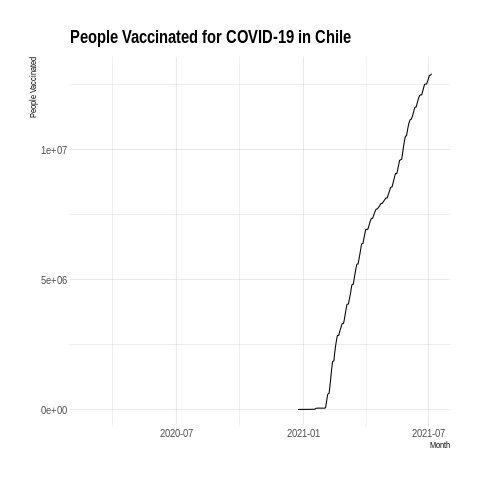 People Vaccinated for COVID-19 in Chile
People Vaccinated
1e+07
5e+06
0e+00
2020-07 2021-01 2021-07
Month